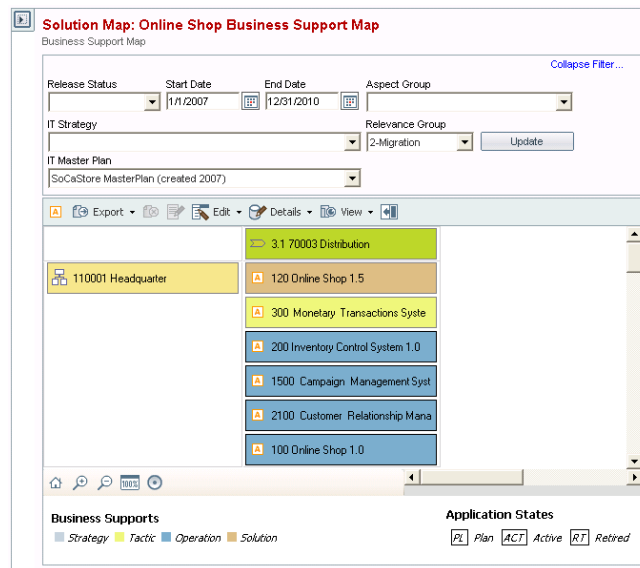 Solution Map: Online Shop Business Support Map
Business Support Map
Collapse Filter...
Release Status Start Date End Date Aspect Group
1/1/2007 12/31/2010
IT Strategy Relevance Group
2-Migration Update
IT Master Plan
SoCaStore MasterPlan (created 2007)
A Export Edit Details View
3.1 70003 Distribution
110001 Headquarter A 120 Online Shop 1.5
A 300 Monetary Transactions Syste
A 200 Inventory Control System 1.0
A 1500 Campaign Management Syst
A 2100 Customer Relationship Mana
A 100 Online Shop 1.0
100%
Business Supports Application States
Strategy Tactic Operation Solution PL Plan ACT Active RT Retired